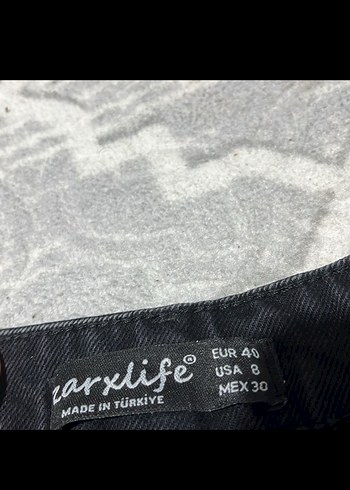 zarxlife®
MADE IN TÜRKİYE
EUR 40
USA 8
MEX 30